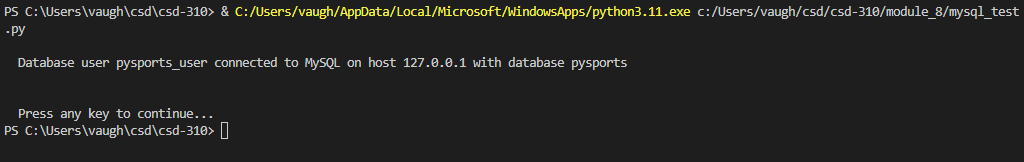 PS C:\Users\vaugh\csd\csd-310> & C:/Users/vaugh/AppData/Local/Microsoft/WindowsApps/python3.11.exe c:/Users/vaugh/csd/csd-310/module_8/mysql_test
.py
Database user pysports_user connected to MySQL on host 127.0.0.1 with database pysports
Press any key to continue...
PS C:\Users\vaugh\csd\csd-310>